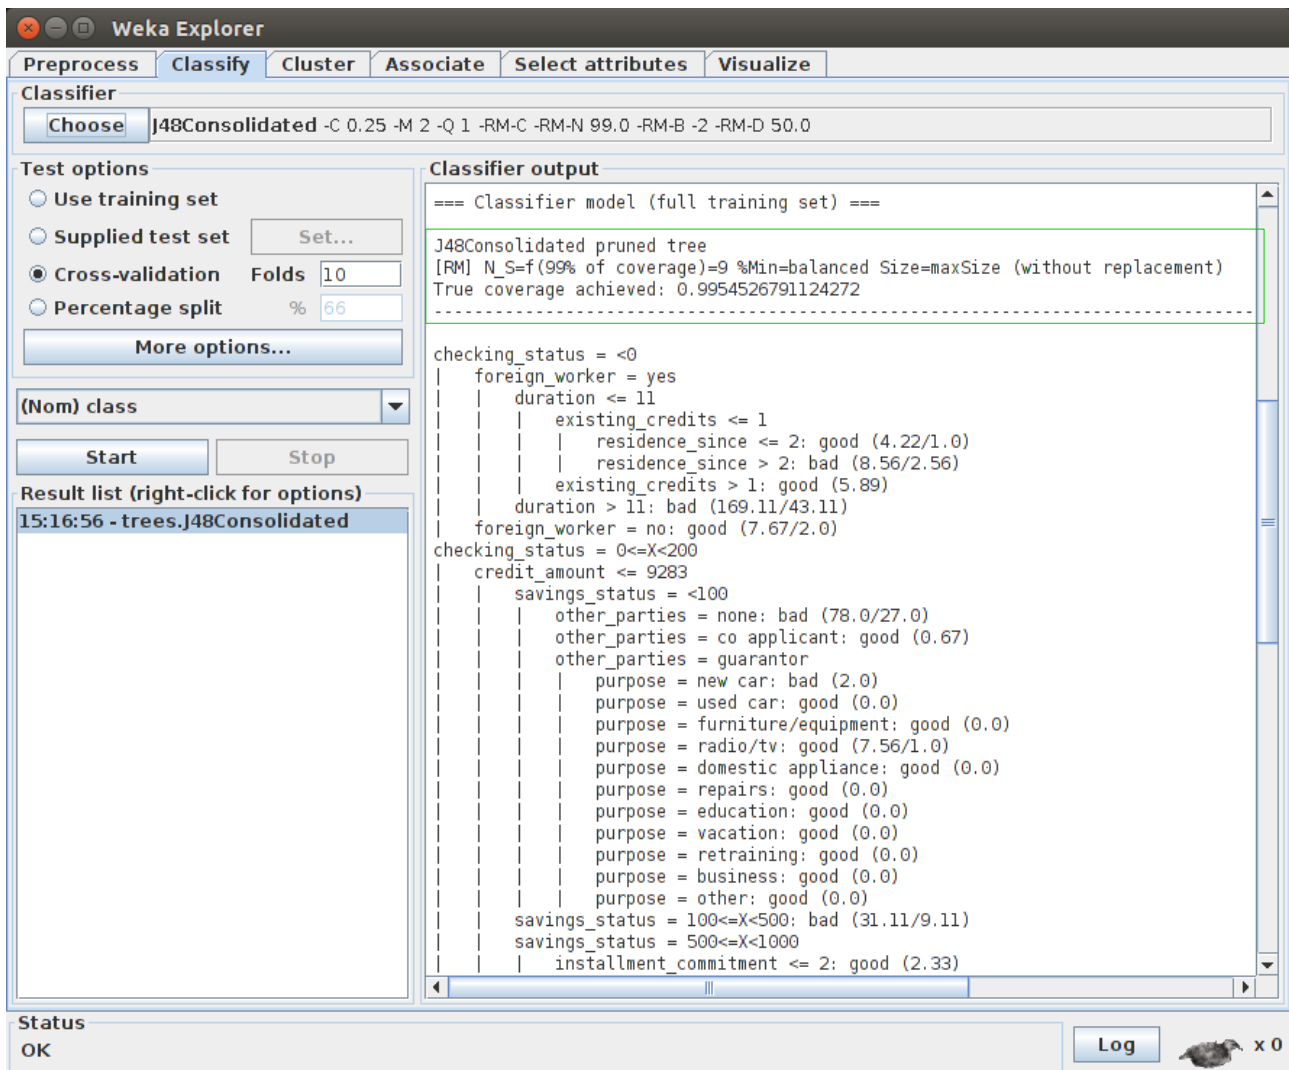 Weka Explorer
Preprocess Classify Cluster Associate Select attributes Visualize
Classifier
Choose J48Consolidated -C 0.25 -M 2 -Q 1 -RM-C -RM-N 99.0 -RM-B -2 -RM-D 50.0
Test options
Use training set
Supplied test set Set...
Cross-validation Folds 10
Percentage split % 66
More options...
(Nom) class
Start Stop
Result list (right-click for options)
15:16:56 - trees.J48Consolidated
Classifier output
=== Classifier model (full training set) ===
J48Consolidated pruned tree
[RM] N_S=f(99% of coverage)=9 %Min=balanced Size=maxSize (without replacement)
True coverage achieved: 0.9954526791124272
--------------------------------------------------------------------------------
checking_status = <0
|   foreign_worker = yes
|   |   duration <= 11
|   |   |   existing_credits <= 1
|   |   |   |   residence_since <= 2: good (4.22/1.0)
|   |   |   |   residence_since > 2: bad (8.56/2.56)
|   |   |   existing_credits > 1: good (5.89)
|   |   duration > 11: bad (169.11/43.11)
|   foreign_worker = no: good (7.67/2.0)
checking_status = 0<=X<200
|   credit_amount <= 9283
|   |   savings_status = <100
|   |   |   other_parties = none: bad (78.0/27.0)
|   |   |   other_parties = co applicant: good (0.67)
|   |   |   other_parties = guarantor
|   |   |   |   purpose = new car: bad (2.0)
|   |   |   |   purpose = used car: good (0.0)
|   |   |   |   purpose = furniture/equipment: good (0.0)
|   |   |   |   purpose = radio/tv: good (7.56/1.0)
|   |   |   |   purpose = domestic appliance: good (0.0)
|   |   |   |   purpose = repairs: good (0.0)
|   |   |   |   purpose = education: good (0.0)
|   |   |   |   purpose = vacation: good (0.0)
|   |   |   |   purpose = retraining: good (0.0)
|   |   |   |   purpose = business: good (0.0)
|   |   |   |   purpose = other: good (0.0)
|   |   savings_status = 100<=X<500: bad (31.11/9.11)
|   |   savings_status = 500<=X<1000
|   |   |   installment_commitment <= 2: good (2.33)
Status
OK
Log
x 0